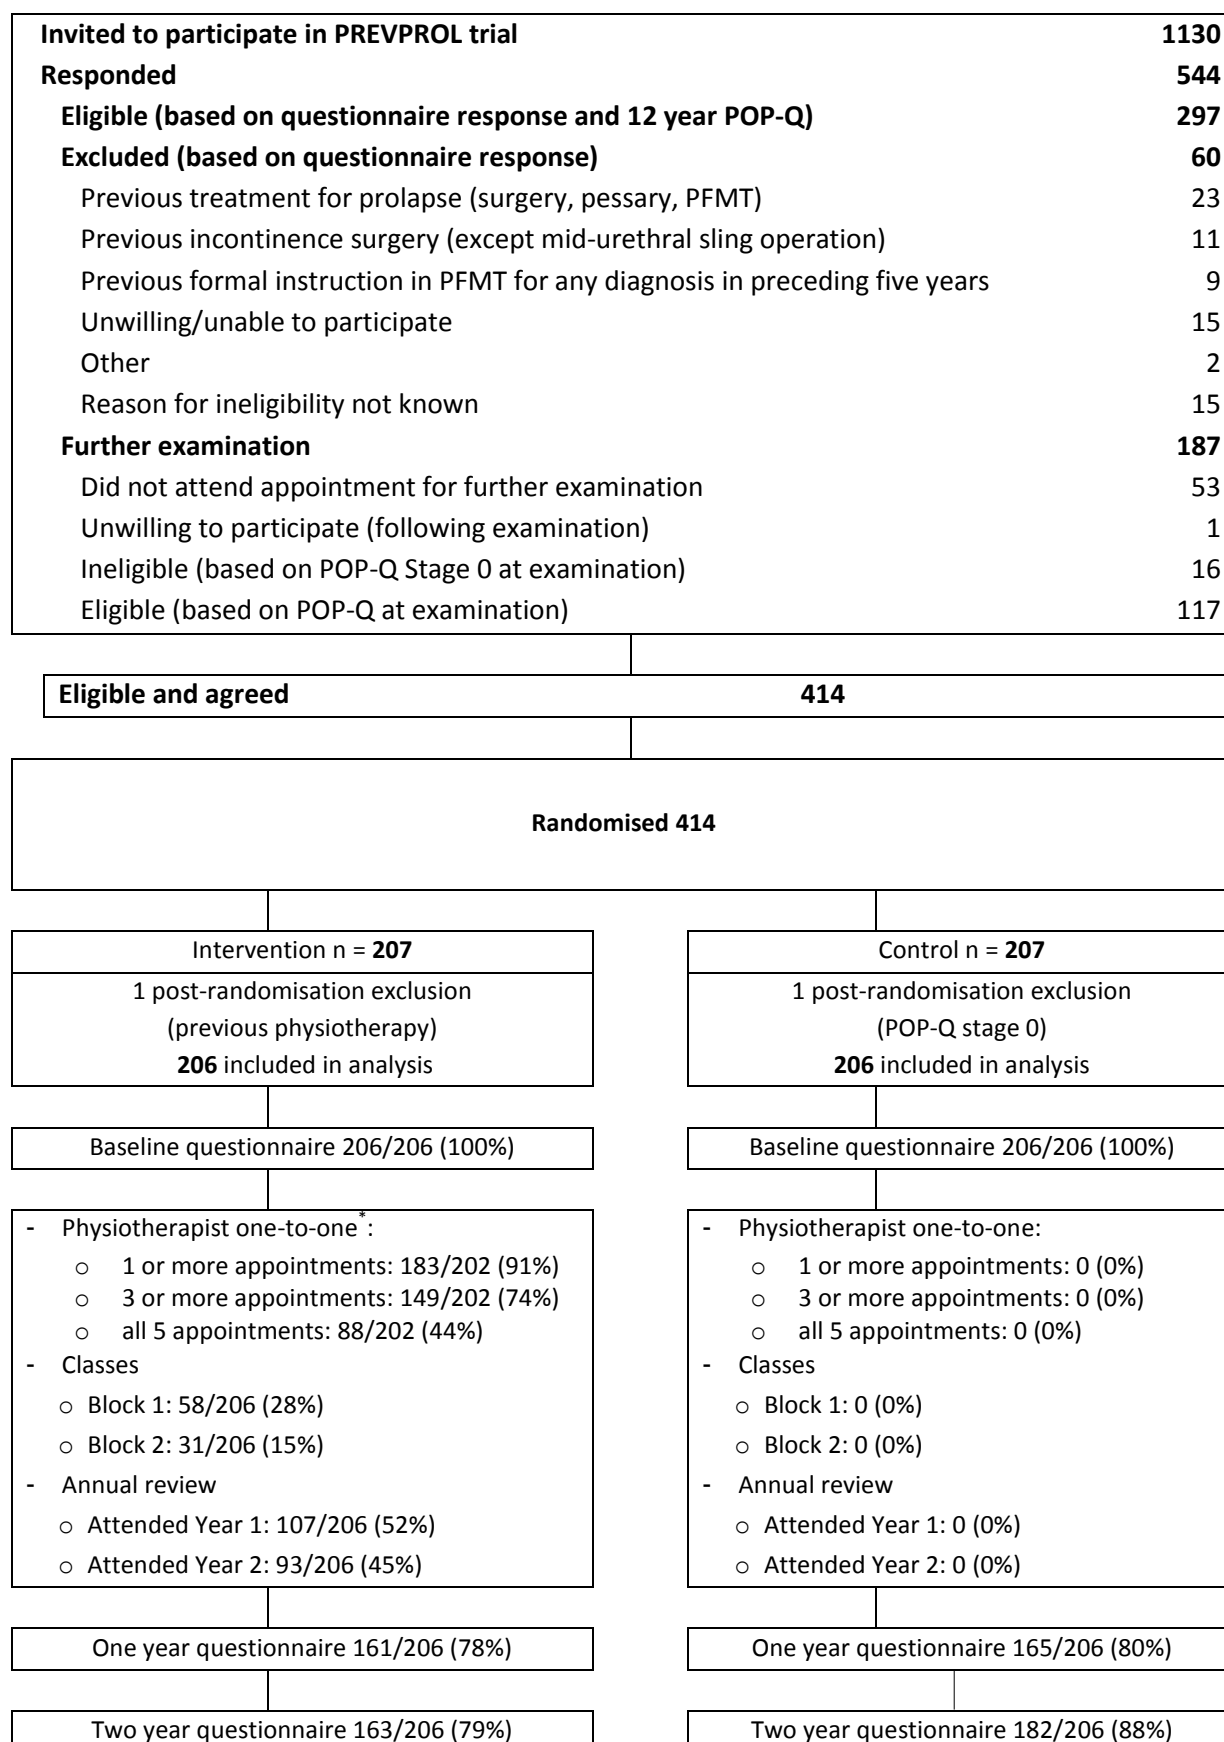 Invited to participate in PREVPROL trial 1130
Responded 544
Eligible (based on questionnaire response and 12 year POP-Q) 297
Excluded (based on questionnaire response) 60
Previous treatment for prolapse (surgery, pessary, PFMT) 23
Previous incontinence surgery (except mid-urethral sling operation) 11
Previous formal instruction in PFMT for any diagnosis in preceding five years 9
Unwilling/unable to participate 15
Other 2
Reason for ineligibility not known 15
Further examination 187
Did not attend appointment for further examination 53
Unwilling to participate (following examination) 1
Ineligible (based on POP-Q Stage 0 at examination) 16
Eligible (based on POP-Q at examination) 117
Eligible and agreed 414
Randomised 414
Intervention n = 207
1 post-randomisation exclusion
(previous physiotherapy)
206 included in analysis
Baseline questionnaire 206/206 (100%)
- Physiotherapist one-to-one*:
o 1 or more appointments: 183/202 (91%)
o 3 or more appointments: 149/202 (74%)
o all 5 appointments: 88/202 (44%)
- Classes
o Block 1: 58/206 (28%)
o Block 2: 31/206 (15%)
- Annual review
o Attended Year 1: 107/206 (52%)
o Attended Year 2: 93/206 (45%)
One year questionnaire 161/206 (78%)
Two year questionnaire 163/206 (79%)
Control n = 207
1 post-randomisation exclusion
(POP-Q stage 0)
206 included in analysis
Baseline questionnaire 206/206 (100%)
- Physiotherapist one-to-one:
o 1 or more appointments: 0 (0%)
o 3 or more appointments: 0 (0%)
o all 5 appointments: 0 (0%)
- Classes
o Block 1: 0 (0%)
o Block 2: 0 (0%)
- Annual review
o Attended Year 1: 0 (0%)
o Attended Year 2: 0 (0%)
One year questionnaire 165/206 (80%)
Two year questionnaire 182/206 (88%)